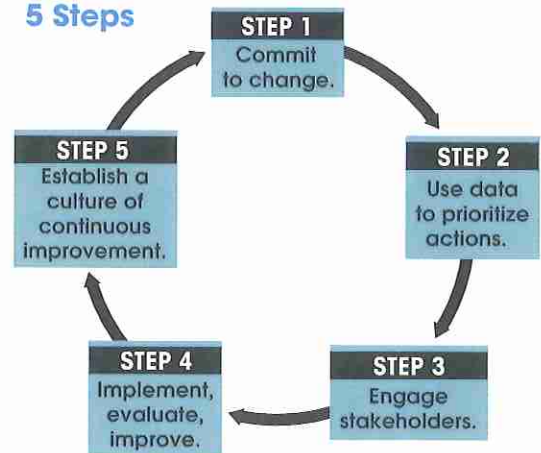 5 Steps
STEP 1
Commit
to change.
STEP 2
Use data
to prioritize
actions.
STEP 3
Engage
stakeholders.
STEP 4
Implement,
evaluate,
improve.
STEP 5
Establish a
culture of
continuous
improvement.